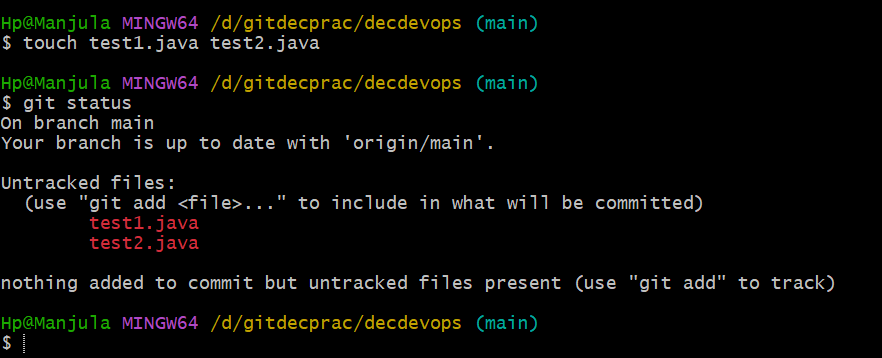 Hp@Manjula MINGW64 /d/gitdecprac/decdevops (main)
$ touch test1.java test2.java
Hp@Manjula MINGW64 /d/gitdecprac/decdevops (main)
$ git status
On branch main
Your branch is up to date with 'origin/main'.
Untracked files:
  (use "git add <file>..." to include in what will be committed)
        test1.java
        test2.java
nothing added to commit but untracked files present (use "git add" to track)
Hp@Manjula MINGW64 /d/gitdecprac/decdevops (main)
$